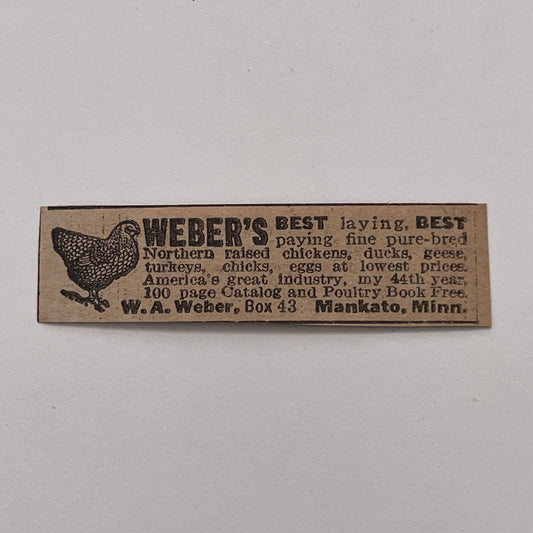 WEBER'S BEST laying, BEST
paying fine pure-bred
Northern raised chickens, ducks, geese,
turkeys, chicks, eggs at lowest prices.
America's great industry, my 44th year,
100 page Catalog and Poultry Book Free.
W. A. Weber, Box 43 Mankato, Minn.